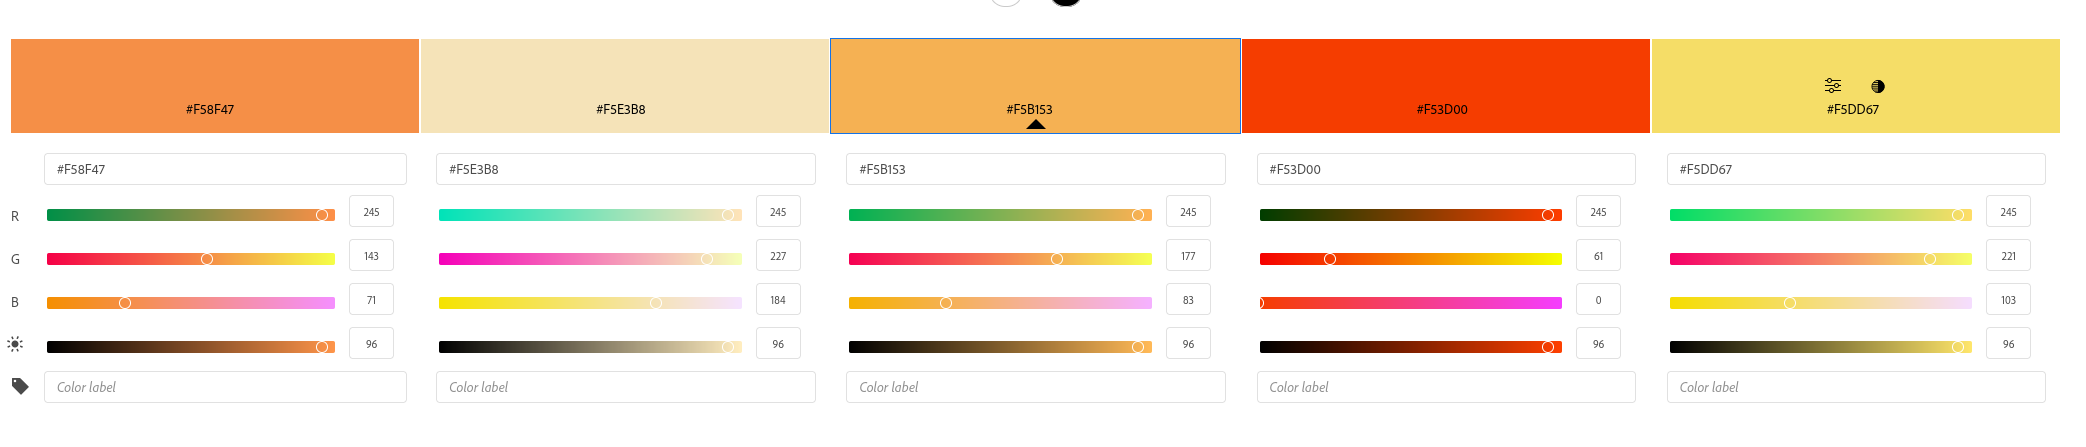 #F58F47 #F5E3B8 #F5B153 #F53D00 #F5DD67
#F58F47 #F5E3B8 #F5B153 #F53D00 #F5DD67
R 245 245 245 245 245
G 143 227 177 61 221
B 71 184 83 0 103
96 96 96 96 96
Color label Color label Color label Color label Color label